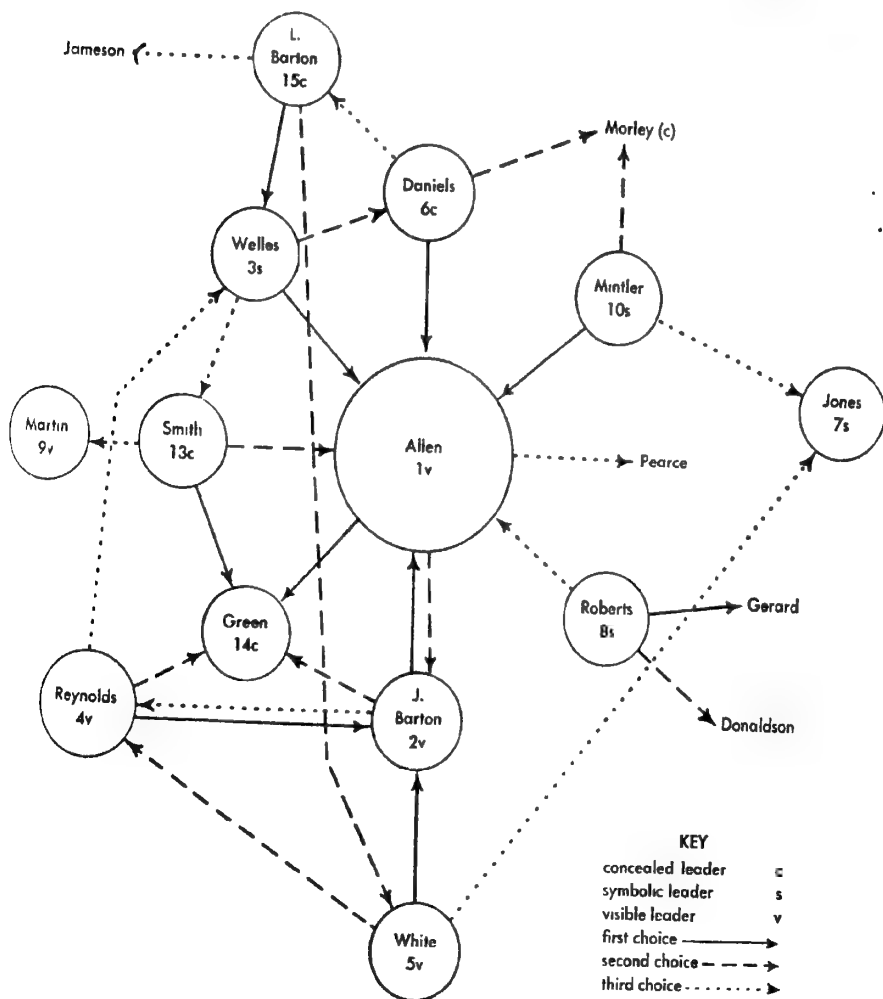 L.
Barton
15c
Jameson
Morley (c)
Daniels
6c
Welles
3s
Mintler
10s
Jones
7s
Martin
9v
Smith
13c
Allen
1v
Pearce
Green
14c
Roberts
8s
Gerard
Reynolds
4v
J.
Barton
2v
Donaldson
White
5v
KEY
concealed leader c
symbolic leader s
visible leader v
first choice
second choice
third choice